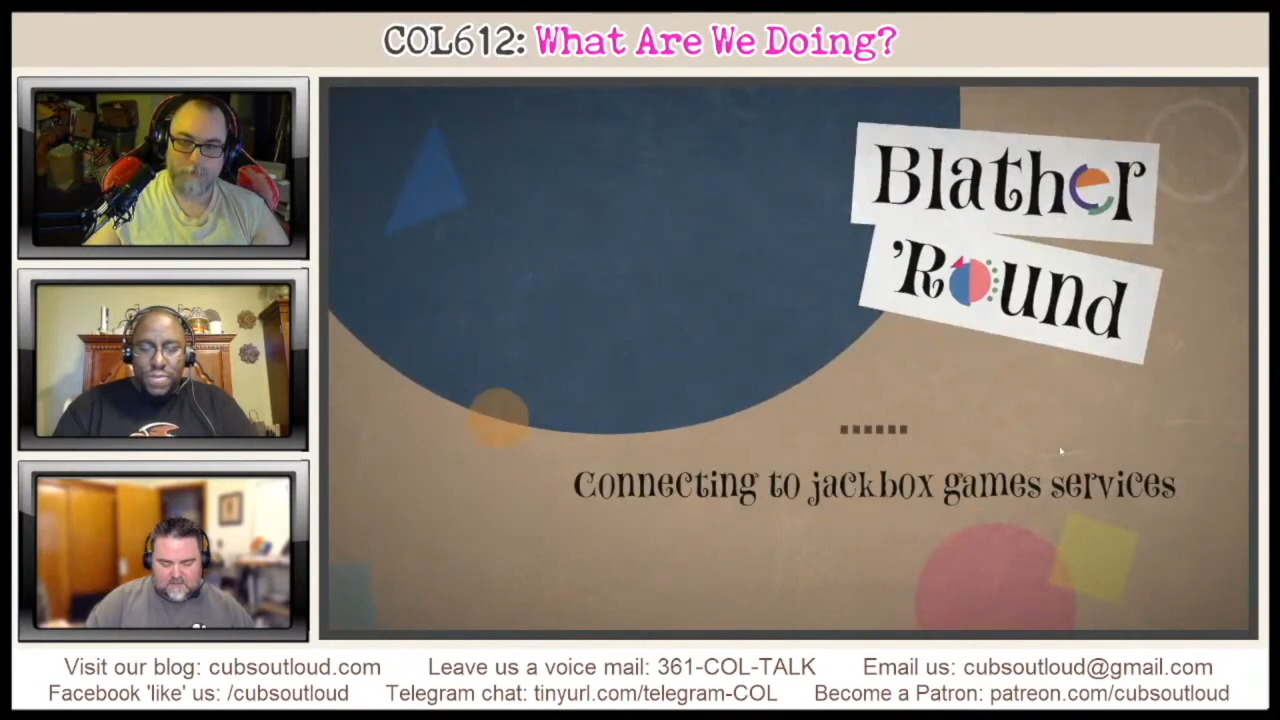 COL612: What Are We Doing?
Blather
'Round
Connecting to jackbox games services
Visit our blog: cubsoutloud.com Leave us a voice mail: 361-COL-TALK Email us: cubsoutloud@gmail.com
Facebook 'like' us: /cubsoutloud Telegram chat: tinyurl.com/telegram-COL Become a Patron: patreon.com/cubsoutloud